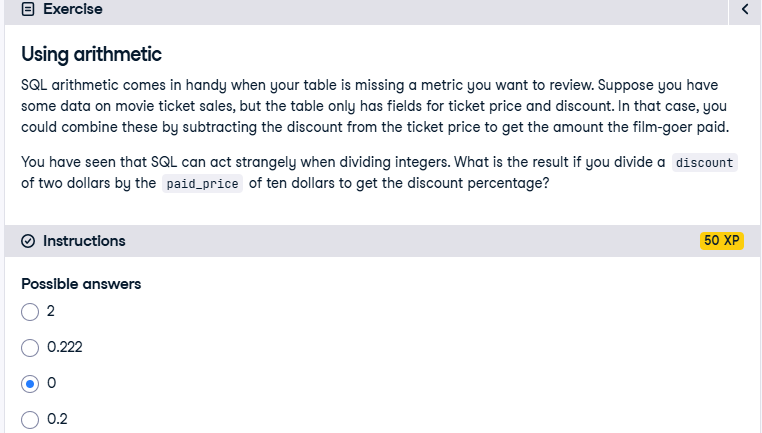 Exercise
Using arithmetic
SQL arithmetic comes in handy when your table is missing a metric you want to review. Suppose you have
some data on movie ticket sales, but the table only has fields for ticket price and discount. In that case, you
could combine these by subtracting the discount from the ticket price to get the amount the film-goer paid.
You have seen that SQL can act strangely when dividing integers. What is the result if you divide a discount
of two dollars by the paid_price of ten dollars to get the discount percentage?
Instructions
50 XP
Possible answers
2
0.222
0
0.2